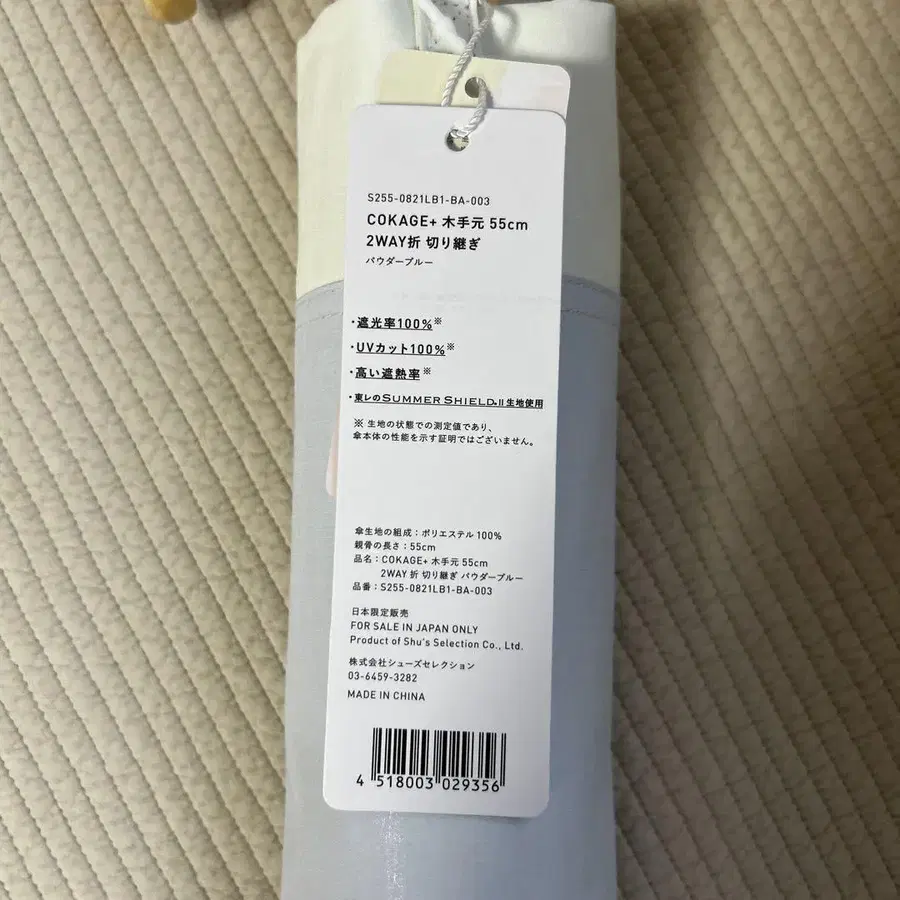 S255-0821LB1-BA-003
COKAGE+ 木手元 55cm
2WAY折 切り継ぎ
パウダーブルー
・遮光率100%※
・UVカット100%※
・高い遮熱率※
・東レのSUMMER SHIELD®II 生地使用
※ 生地の状態での測定値であり、
傘本体の性能を示す証明ではございません。
傘生地の組成：ポリエステル 100%
親骨の長さ：55cm
品名：COKAGE+ 木手元 55cm
2WAY 折 切り継ぎ パウダーブルー
品番：S255-0821LB1-BA-003
日本限定販売
FOR SALE IN JAPAN ONLY
Product of Shu's Selection Co., Ltd.
株式会社シューズセレクション
03-6459-3282
MADE IN CHINA
4 518003 029356